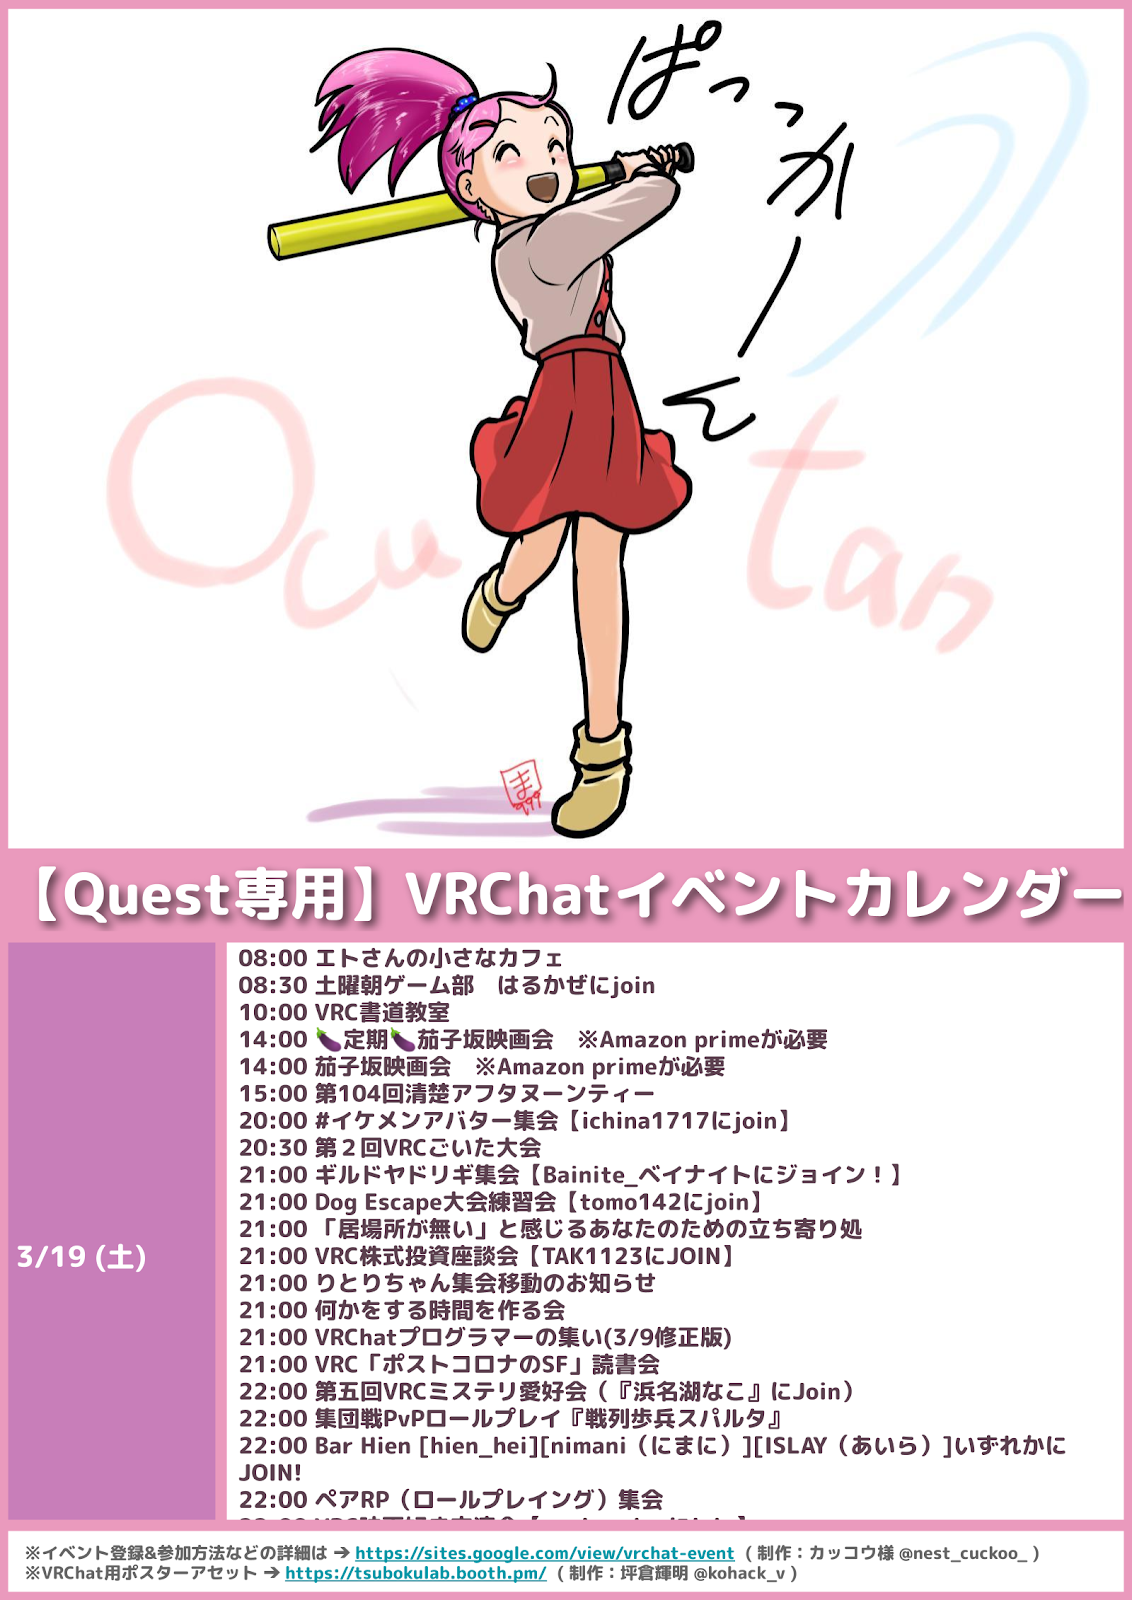 ぱっっかーん
Ocu tan
ま
999
【Quest専用】VRChatイベントカレンダー
3/19 (土)
08:00 エトさんの小さなカフェ
08:30 土曜朝ゲーム部　はるかぜにjoin
10:00 VRC書道教室
14:00 🍆定期🍆茄子坂映画会　※Amazon primeが必要
14:00 茄子坂映画会　※Amazon primeが必要
15:00 第104回清楚アフタヌーンティー
20:00 #イケメンアバター集会【ichina1717にjoin】
20:30 第２回VRCごいた大会
21:00 ギルドヤドリギ集会【Bainite_ベイナイトにジョイン！】
21:00 Dog Escape大会練習会【tomo142にjoin】
21:00 「居場所が無い」と感じるあなたのための立ち寄り処
21:00 VRC株式投資座談会【TAK1123にJOIN】
21:00 りとりちゃん集会移動のお知らせ
21:00 何かをする時間を作る会
21:00 VRChatプログラマーの集い(3/9修正版)
21:00 VRC「ポストコロナのSF」読書会
22:00 第五回VRCミステリ愛好会（『浜名湖なこ』にJoin）
22:00 集団戦PvPロールプレイ『戦列歩兵スパルタ』
22:00 Bar Hien [hien_hei][nimani（にまに）][ISLAY（あいら）]いずれかに
JOIN!
22:00 ペアRP（ロールプレイング）集会
※イベント登録&参加方法などの詳細は ➔ https://sites.google.com/view/vrchat-event ( 制作：カッコウ様 @nest_cuckoo_ )
※VRChat用ポスターアセット ➔ https://tsubokulab.booth.pm/ ( 制作：坪倉輝明 @kohack_v )